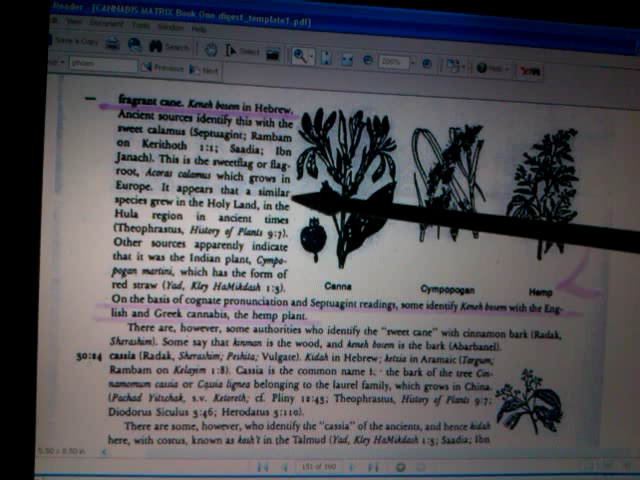 Reader - [CANNABIS MATRIX Book One digest_template1.pdf]
View Document Tools Window Help
Save a Copy Search Select 200% Help
phoen Previous Next
fragrant cane. Keneh bosem in Hebrew.
Ancient sources identify this with the
sweet calamus (Septuagint; Rambam
on Kerithoth 1:1; Saadia; Ibn
Janach). This is the sweetflag or flag-
root, Acoras calamus which grows in
Europe. It appears that a similar
species grew in the Holy Land, in the
Hula region in ancient times
(Theophrastus, History of Plants 9:7).
Other sources apparently indicate
that it was the Indian plant, Cympo-
pogan martini, which has the form of
red straw (Yad, Kley HaMikdash 1:3).
Canna Cympopogan Hemp
On the basis of cognate pronunciation and Septuagint readings, some identify Keneh bosem with the Eng-
lish and Greek cannabis, the hemp plant.
There are, however, some authorities who identify the "sweet cane" with cinnamon bark (Radak,
Sherashim). Some say that kinman is the wood, and keneh bosem is the bark (Abarbanel).
30:24 cassia (Radak, Sherashim; Peshita; Vulgate). Kidah in Hebrew; ketzia in Aramaic (Targum;
Rambam on Kelayim 1:8). Cassia is the common name the bark of the tree Cin-
namomum cassia or Cassia lignea belonging to the laurel family, which grows in China.
(Pachad Yitzchak, s.v. Ketoreth; cf. Pliny 12:43; Theophrastus, History of Plants 9:7;
Diodorus Siculus 3:46; Herodatus 3:110).
There are some, however, who identify the "cassia" of the ancients, and hence kidah
here, with costus, known as kosh't in the Talmud (Yad, Kley HaMikdash 1:3; Saadia; Ibn
5.50 x 8.50 in
151 of 160